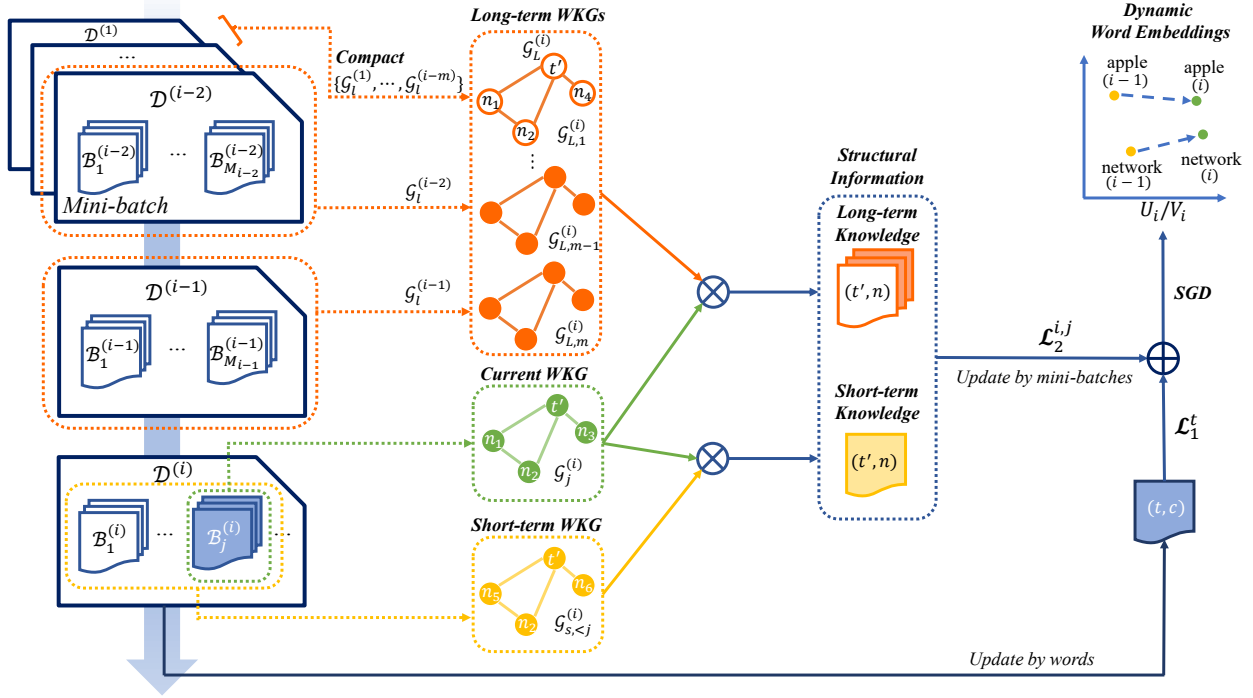 𝒟^(1)
...
𝒟^(i−2)
ℬ_1^(i−2) ... ℬ_{M_{i−2}}^(i−2)
Mini-batch
𝒟^(i−1)
ℬ_1^(i−1) ... ℬ_{M_{i−1}}^(i−1)
𝒟^(i)
ℬ_1^(i) ... ℬ_j^(i) ...
Compact
{𝒢_l^(1), ⋯, 𝒢_l^(i−m)}
𝒢_l^(i−2)
𝒢_l^(i−1)
Long-term WKGs
𝒢_L^(i)
t′
n_1
n_4
n_2
𝒢_{L,1}^(i)
⋮
𝒢_{L,m−1}^(i)
𝒢_{L,m}^(i)
Current WKG
t′
n_1
n_3
n_2
𝒢_j^(i)
Short-term WKG
t′
n_5
n_6
n_2
𝒢_{s,<j}^(i)
Structural
Information
Long-term
Knowledge
(t′, n)
Short-term
Knowledge
(t′, n)
ℒ_2^{i,j}
Update by mini-batches
Dynamic
Word Embeddings
apple
(i − 1)
apple
(i)
network
(i − 1)
network
(i)
U_i/V_i
SGD
ℒ_1^t
(t, c)
Update by words